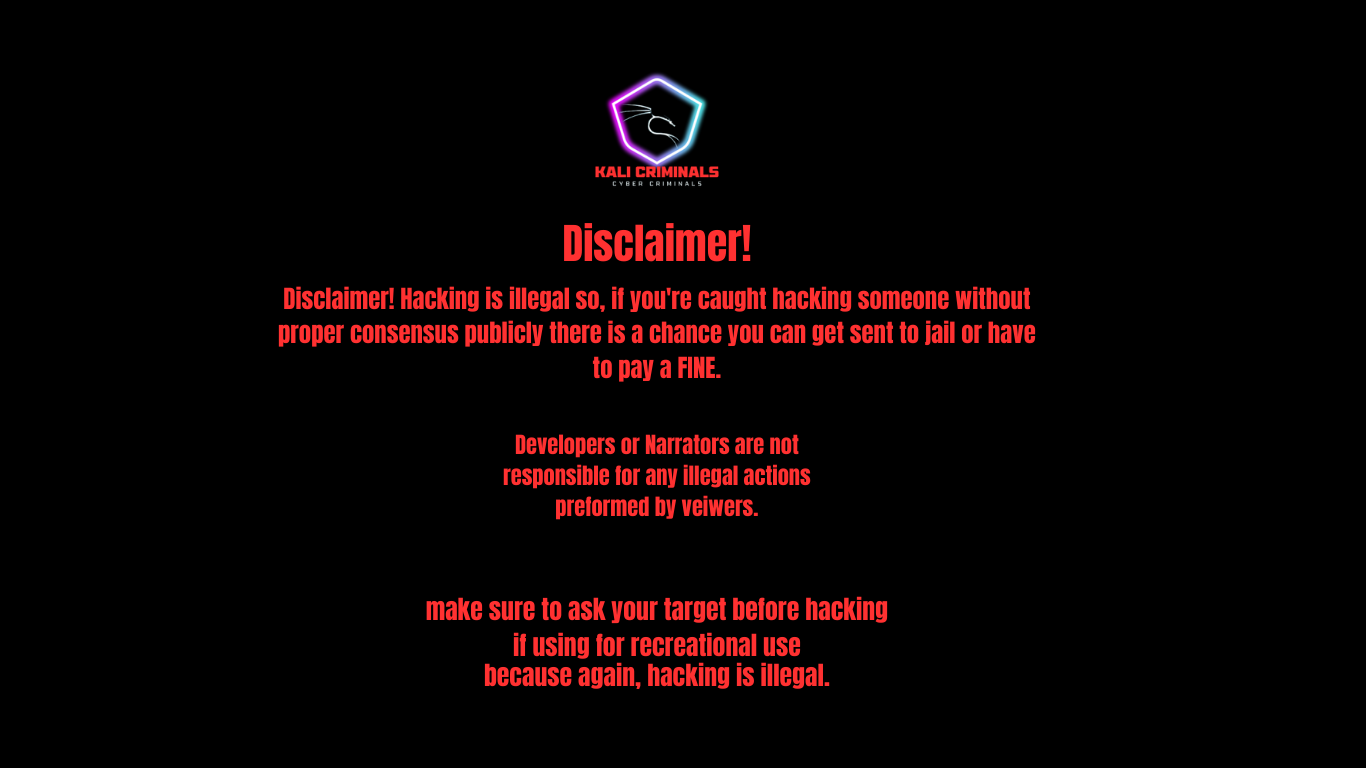 KALI CRIMINALS
CYBER CRIMINALS
Disclaimer!
Disclaimer! Hacking is illegal so, if you're caught hacking someone without
proper consensus publicly there is a chance you can get sent to jail or have
to pay a FINE.
Developers or Narrators are not
responsible for any illegal actions
preformed by veiwers.
make sure to ask your target before hacking
if using for recreational use
because again, hacking is illegal.